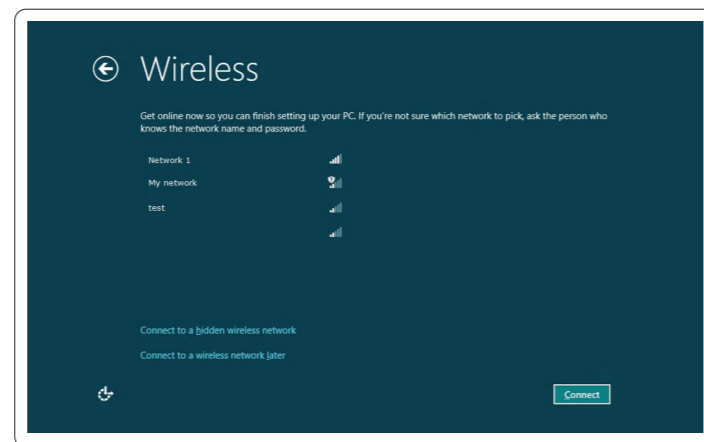 Wireless
Get online now so you can finish setting up your PC. If you're not sure which network to pick, ask the person who
knows the network name and password.
Network 1
My network
test
Connect to a hidden wireless network
Connect to a wireless network later
Connect